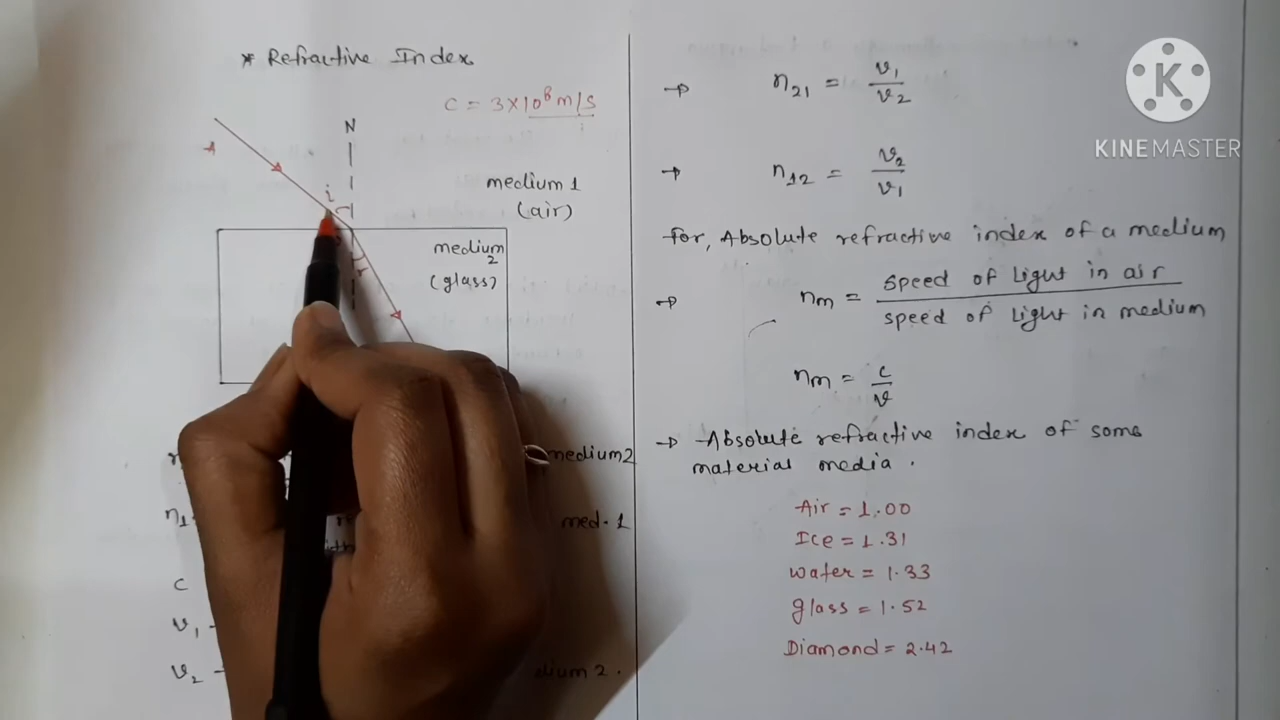 * Refractive Index
C = 3×10⁸ m/s
N
A
i
medium 1
(air)
medium
2
(glass)
r
medium2
n₁
med. 1
C
v₁
v₂
dium 2.
→ n₂₁ = v₁/v₂
→ n₁₂ = v₂/v₁
for, Absolute refractive index of a medium
→ nm = speed of light in air / speed of light in medium
nm = c/v
→ Absolute refractive index of some
material media.
Air = 1.00
Ice = 1.31
water = 1.33
glass = 1.52
Diamond = 2.42
K
KINEMASTER